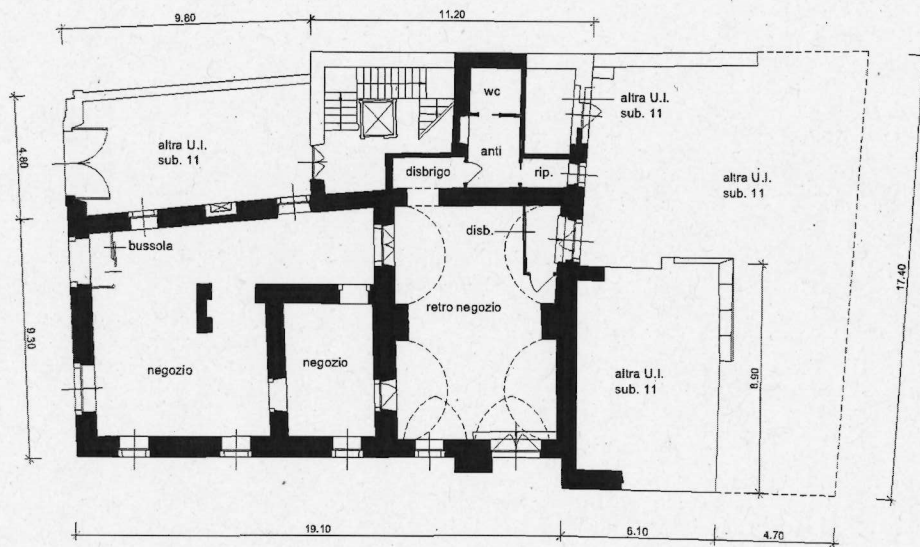 9.80
11.20
wc
altra U.I.
sub. 11
4.80
altra U.I.
sub. 11
anti
disbrigo
rip.
altra U.I.
sub. 11
disb.
bussola
17.40
retro negozio
9.30
negozio
negozio
altra U.I.
sub. 11
8.90
19.10
6.10
4.70